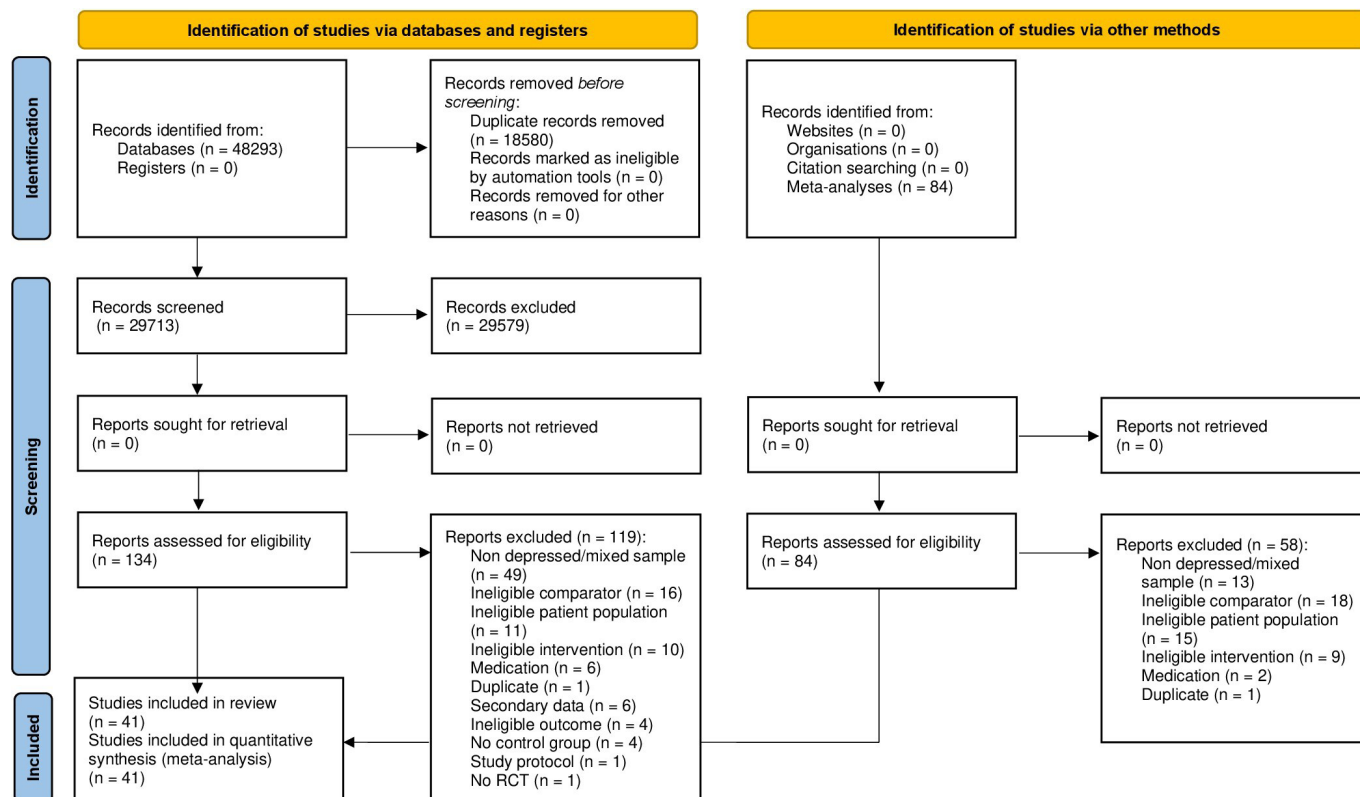 Identification of studies via databases and registers
Identification of studies via other methods
Identification
Records identified from:
Databases (n = 48293)
Registers (n = 0)
Records removed before
screening:
Duplicate records removed
(n = 18580)
Records marked as ineligible
by automation tools (n = 0)
Records removed for other
reasons (n = 0)
Records identified from:
Websites (n = 0)
Organisations (n = 0)
Citation searching (n = 0)
Meta-analyses (n = 84)
Screening
Records screened
(n = 29713)
Records excluded
(n = 29579)
Reports sought for retrieval
(n = 0)
Reports not retrieved
(n = 0)
Reports sought for retrieval
(n = 0)
Reports not retrieved
(n = 0)
Reports assessed for eligibility
(n = 134)
Reports excluded (n = 119):
Non depressed/mixed sample
(n = 49)
Ineligible comparator (n = 16)
Ineligible patient population
(n = 11)
Ineligible intervention (n = 10)
Medication (n = 6)
Duplicate (n = 1)
Secondary data (n = 6)
Ineligible outcome (n = 4)
No control group (n = 4)
Study protocol (n = 1)
No RCT (n = 1)
Reports assessed for eligibility
(n = 84)
Reports excluded (n = 58):
Non depressed/mixed
sample (n = 13)
Ineligible comparator (n = 18)
Ineligible patient population
(n = 15)
Ineligible intervention (n = 9)
Medication (n = 2)
Duplicate (n = 1)
Included
Studies included in review
(n = 41)
Studies included in quantitative
synthesis (meta-analysis)
(n = 41)